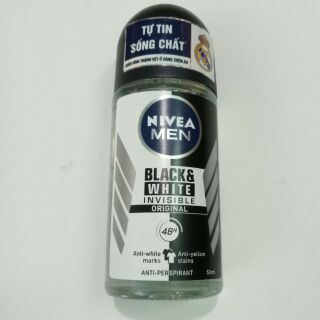 TỰ TIN
"SỐNG CHẤT"
NIVEA
MEN
BLACK&
WHITE
INVISIBLE
ORIGINAL
48H
Anti-white marks
Anti-yellow stains
ANTI-PERSPIRANT
50ml